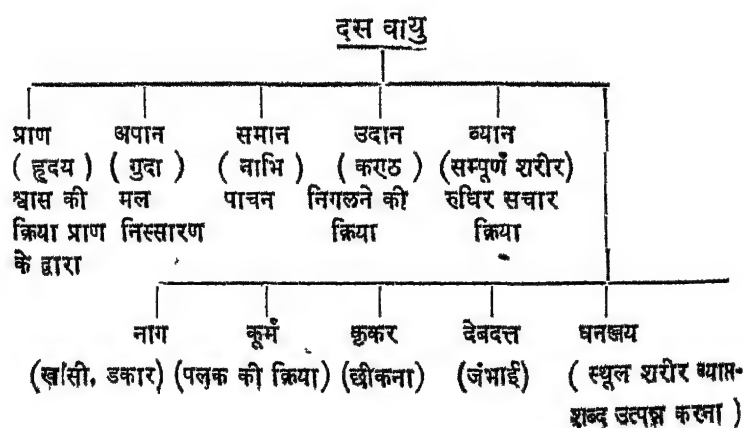 दस वायु
प्राण अपान समान उदान ब्यान
( हृदय ) ( गुदा ) ( नाभि ) ( कण्ठ ) (सम्पूर्ण शरीर)
श्वास की मल पाचन निगलने की रुधिर सचार
क्रिया प्राण निस्सारण क्रिया क्रिया
के द्वारा
नाग कूर्म कृकर देवदत्त धनञ्जय
(खांसी, डकार) (पलक की क्रिया) (छीकना) (जंभाई) ( स्थूल शरीर ब्याप्त-
शब्द उत्पन्न करना )